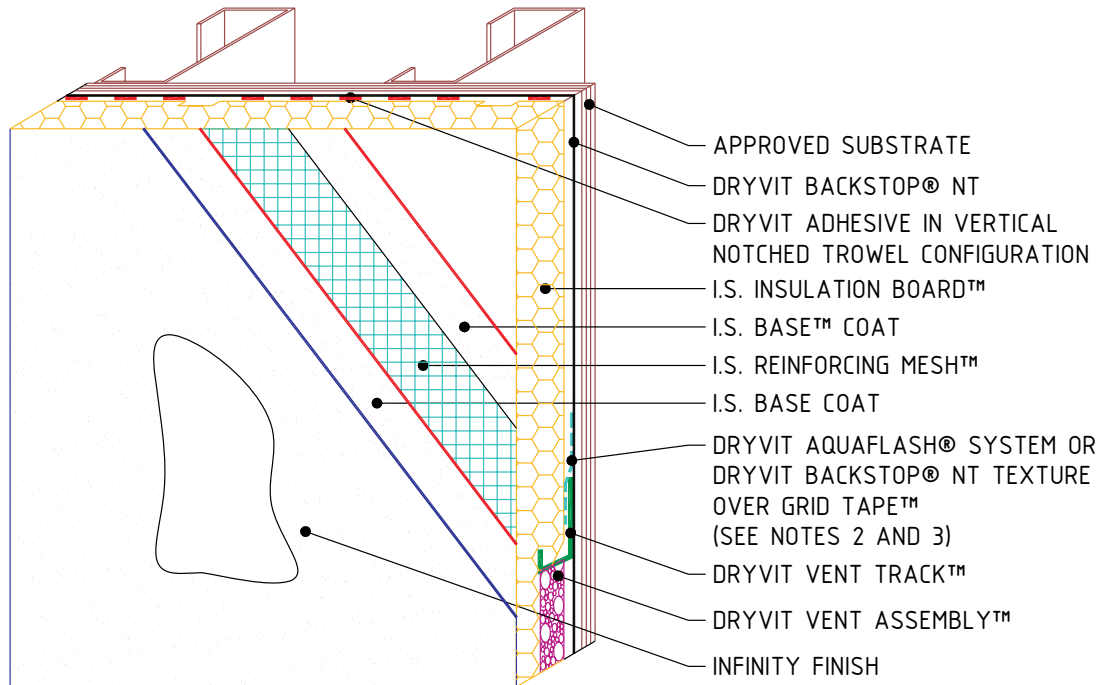 APPROVED SUBSTRATE
DRYVIT BACKSTOP® NT
DRYVIT ADHESIVE IN VERTICAL
NOTCHED TROWEL CONFIGURATION
I.S. INSULATION BOARD™
I.S. BASE™ COAT
I.S. REINFORCING MESH™
I.S. BASE COAT
DRYVIT AQUAFLASH® SYSTEM OR
DRYVIT BACKSTOP® NT TEXTURE
OVER GRID TAPE™
(SEE NOTES 2 AND 3)
DRYVIT VENT TRACK™
DRYVIT VENT ASSEMBLY™
INFINITY FINISH